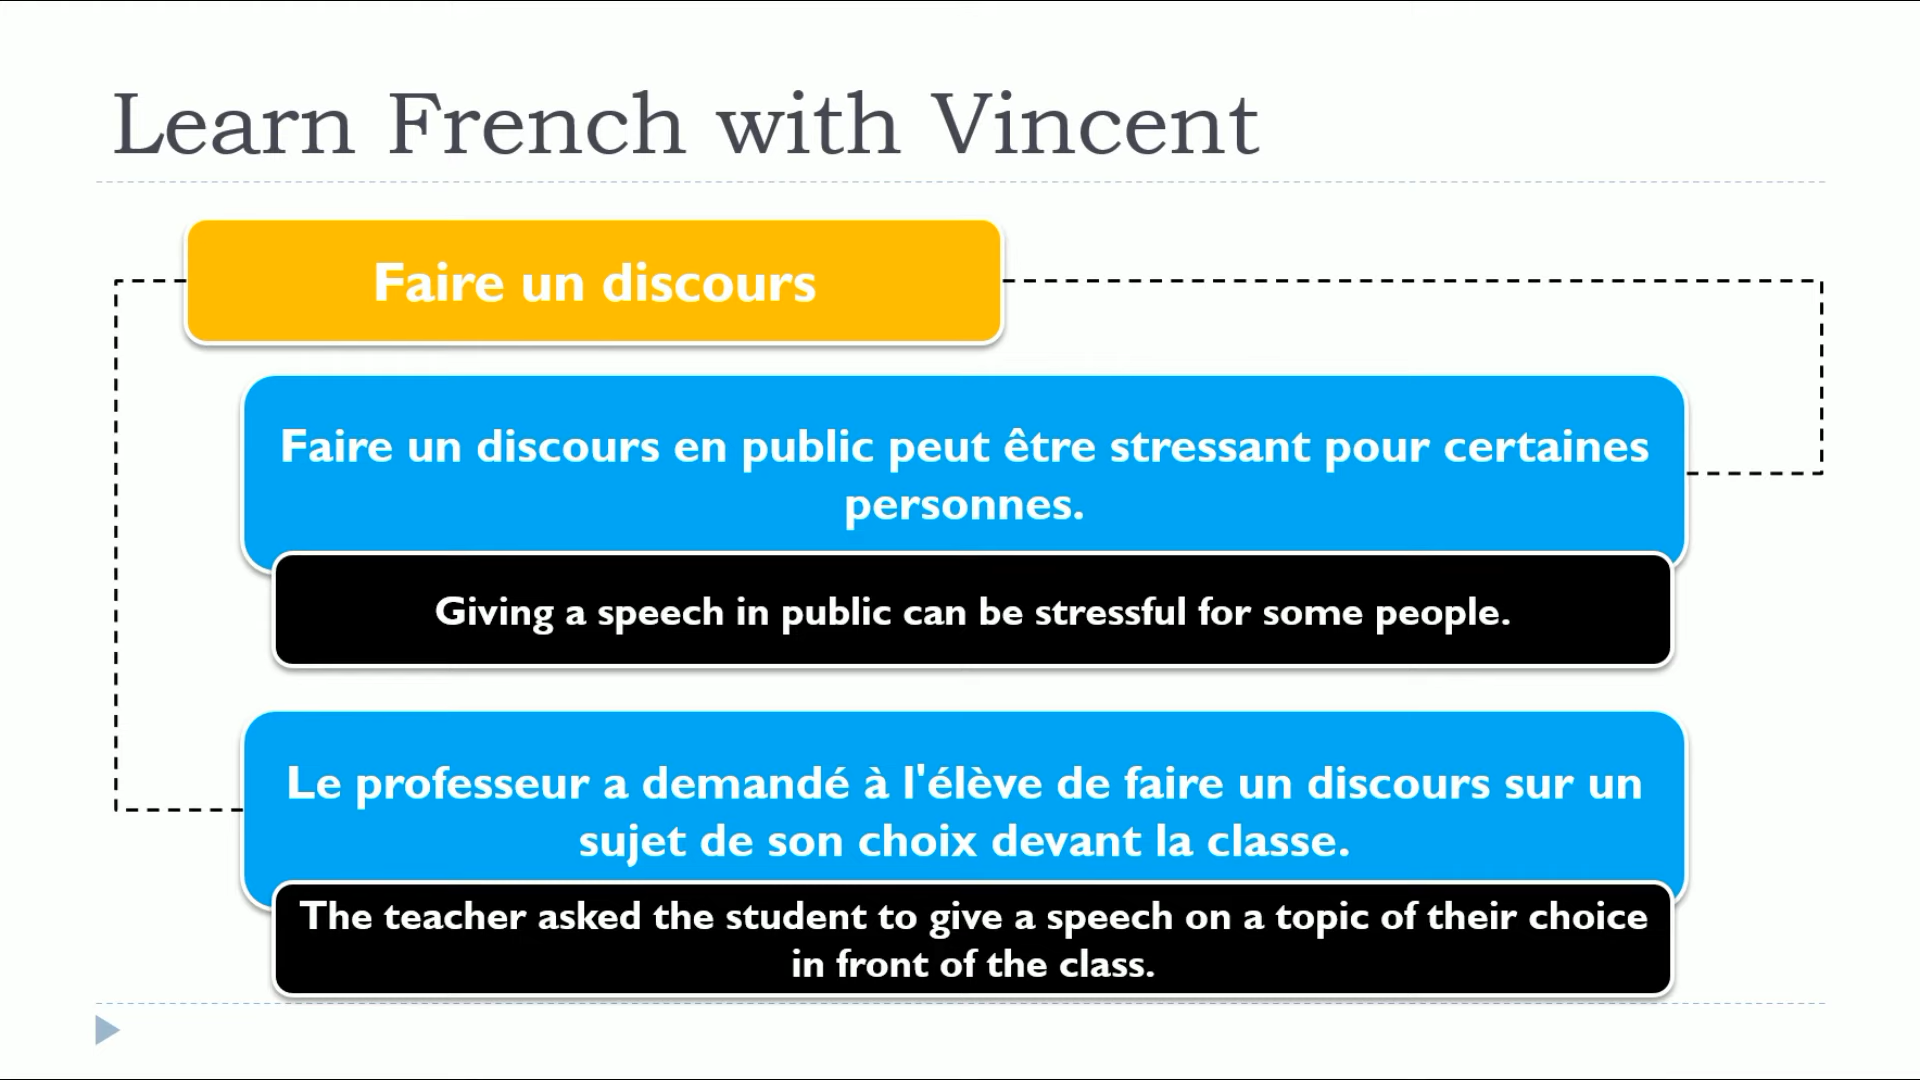 Learn French with Vincent
Faire un discours
Faire un discours en public peut être stressant pour certaines
personnes.
Giving a speech in public can be stressful for some people.
Le professeur a demandé à l'élève de faire un discours sur un
sujet de son choix devant la classe.
The teacher asked the student to give a speech on a topic of their choice
in front of the class.